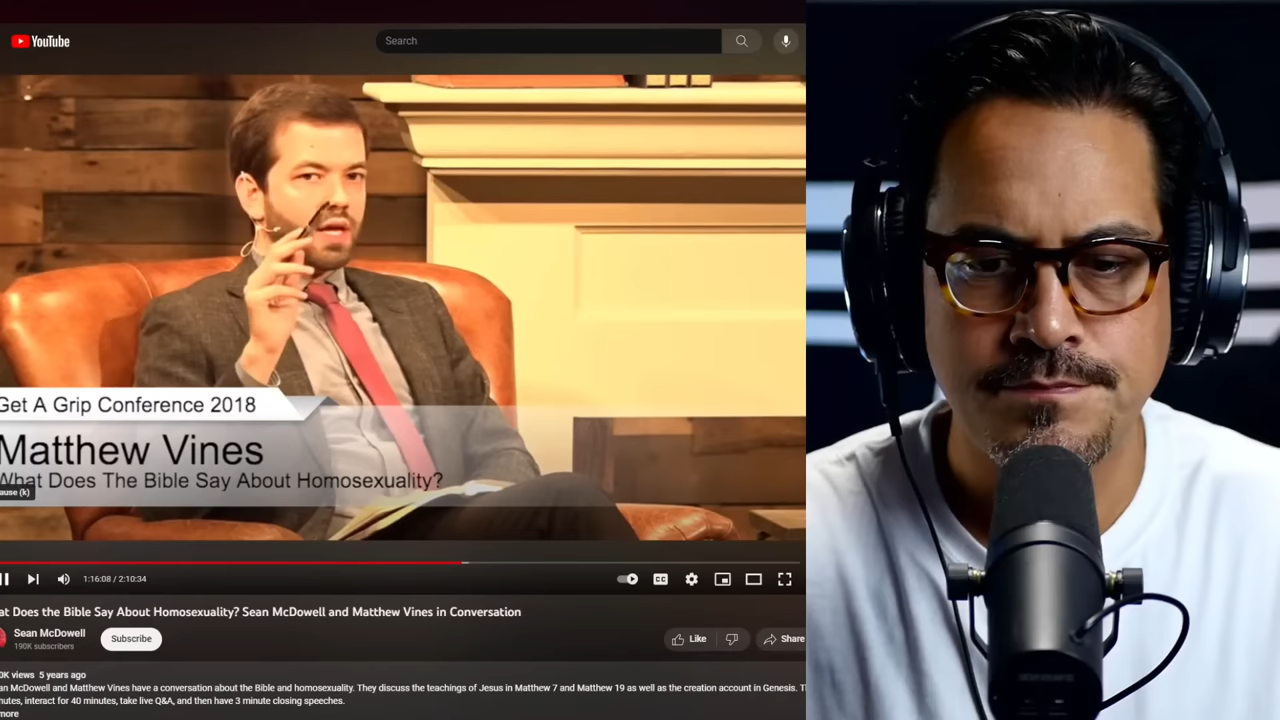 YouTube
Search
Get A Grip Conference 2018
Matthew Vines
What Does The Bible Say About Homosexuality?
ause (k)
1:16:08 / 2:10:34
CC
at Does the Bible Say About Homosexuality? Sean McDowell and Matthew Vines in Conversation
Sean McDowell
190K subscribers
Subscribe
Like
Share
0K views 5 years ago
an McDowell and Matthew Vines have a conversation about the Bible and homosexuality. They discuss the teachings of Jesus in Matthew 7 and Matthew 19 as well as the creation account in Genesis. T
nutes, interact for 40 minutes, take live Q&A, and then have 3 minute closing speeches.
more